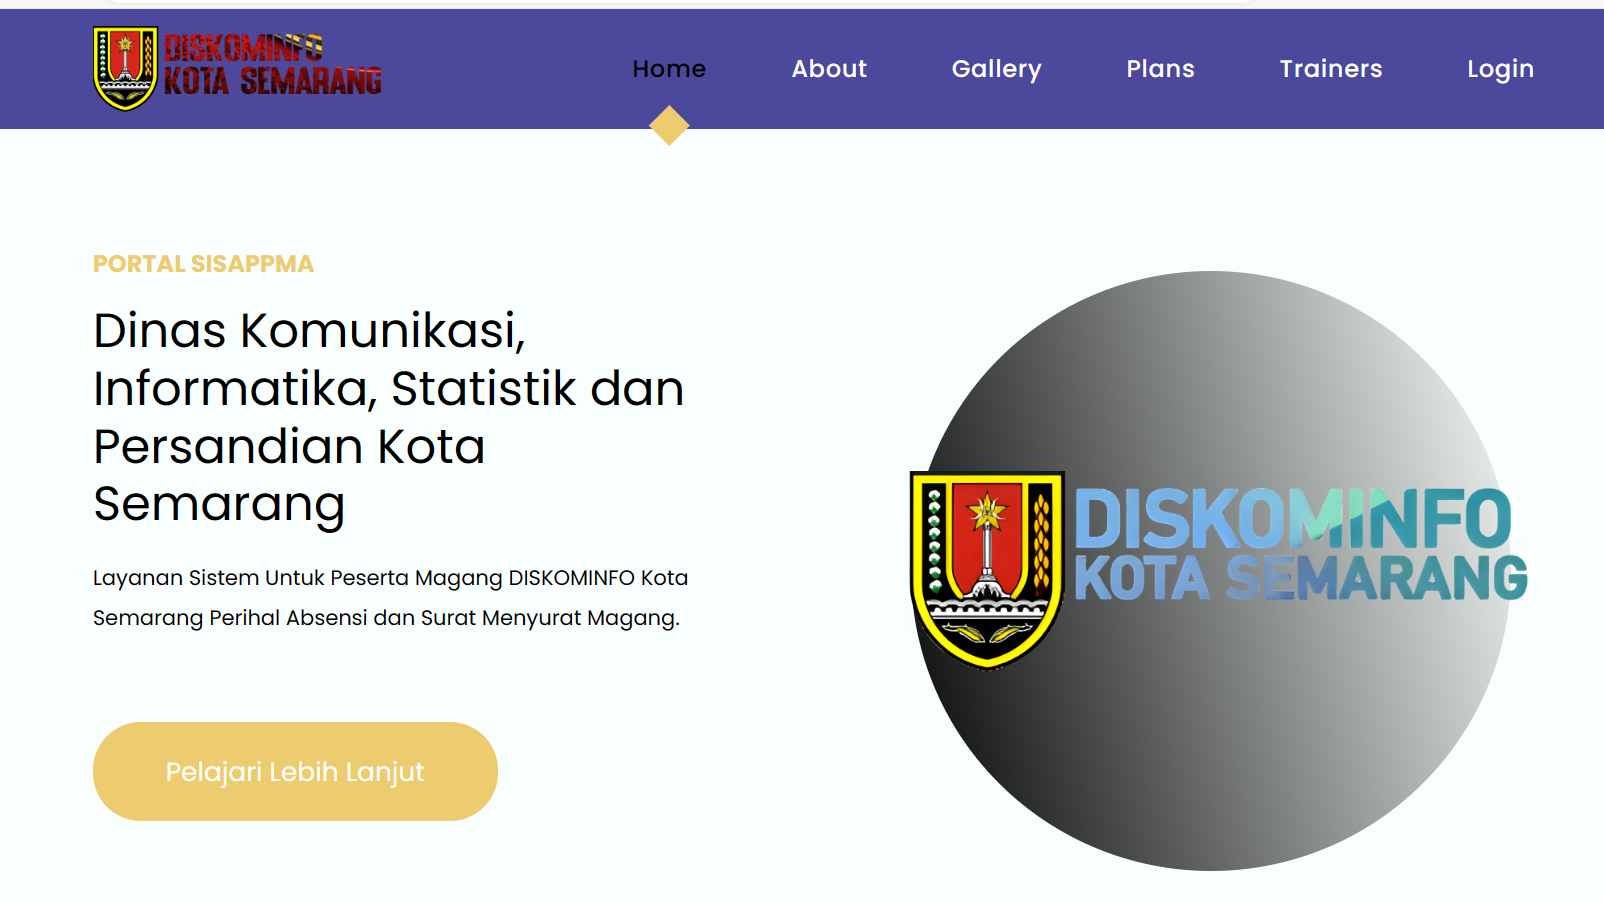 DISKOMINFO
KOTA SEMARANG
Home
About
Gallery
Plans
Trainers
Login
PORTAL SISAPPMA
Dinas Komunikasi,
Informatika, Statistik dan
Persandian Kota
Semarang
Layanan Sistem Untuk Peserta Magang DISKOMINFO Kota
Semarang Perihal Absensi dan Surat Menyurat Magang.
Pelajari Lebih Lanjut
DISKOMINFO
KOTA SEMARANG